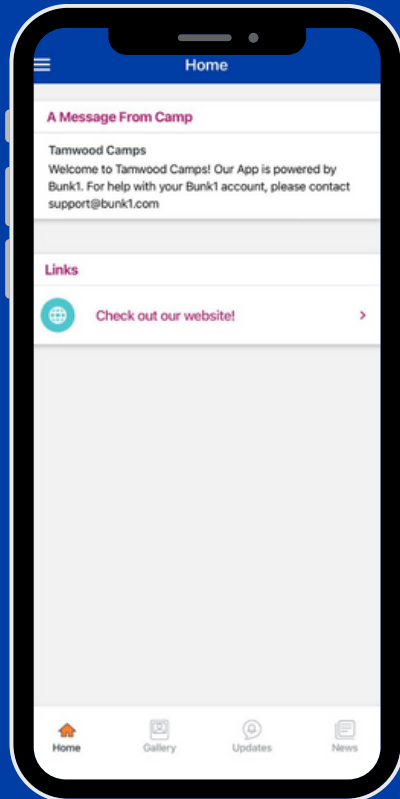 Home
A Message From Camp
Tamwood Camps
Welcome to Tamwood Camps! Our App is powered by
Bunk1. For help with your Bunk1 account, please contact
support@bunk1.com
Links
Check out our website!
Home
Gallery
Updates
News